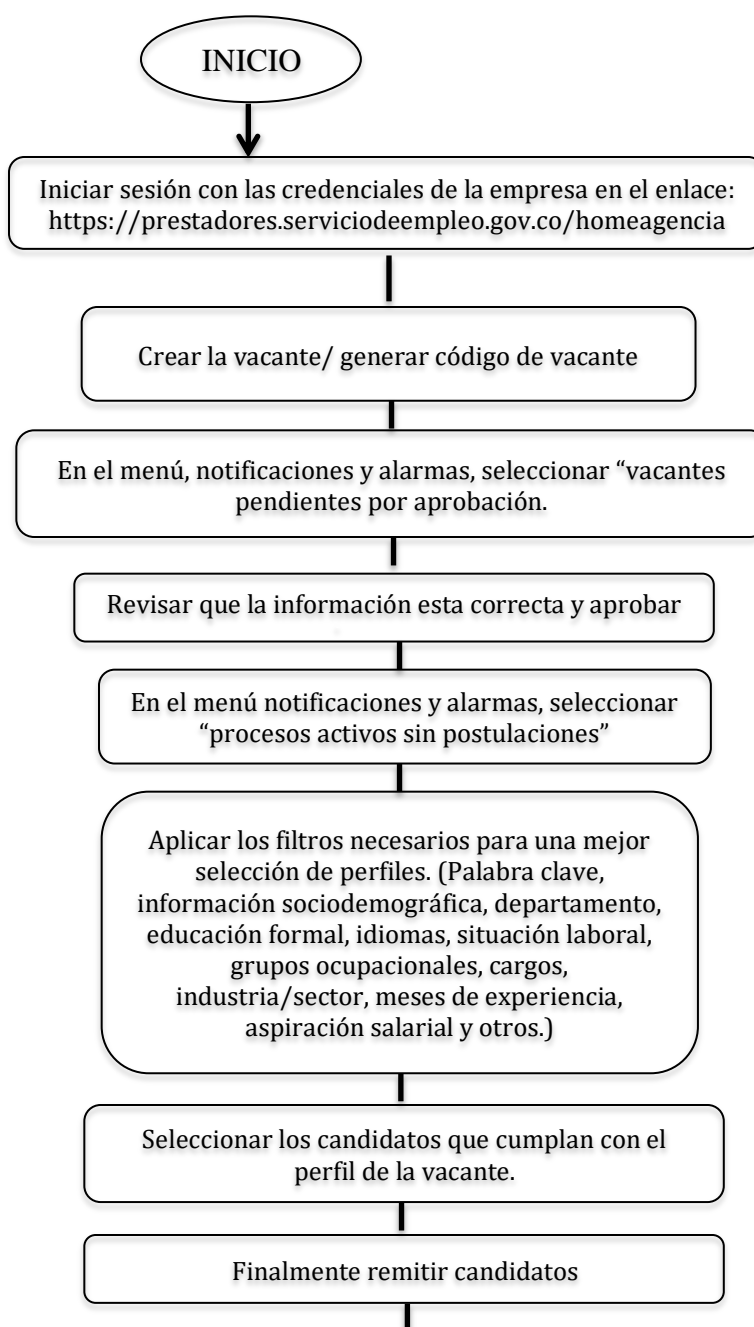 INICIO
Iniciar sesión con las credenciales de la empresa en el enlace:
https://prestadores.serviciodeempleo.gov.co/homeagencia
Crear la vacante/ generar código de vacante
En el menú, notificaciones y alarmas, seleccionar “vacantes
pendientes por aprobación.
Revisar que la información esta correcta y aprobar
En el menú notificaciones y alarmas, seleccionar
“procesos activos sin postulaciones”
Aplicar los filtros necesarios para una mejor
selección de perfiles. (Palabra clave,
información sociodemográfica, departamento,
educación formal, idiomas, situación laboral,
grupos ocupacionales, cargos,
industria/sector, meses de experiencia,
aspiración salarial y otros.)
Seleccionar los candidatos que cumplan con el
perfil de la vacante.
Finalmente remitir candidatos